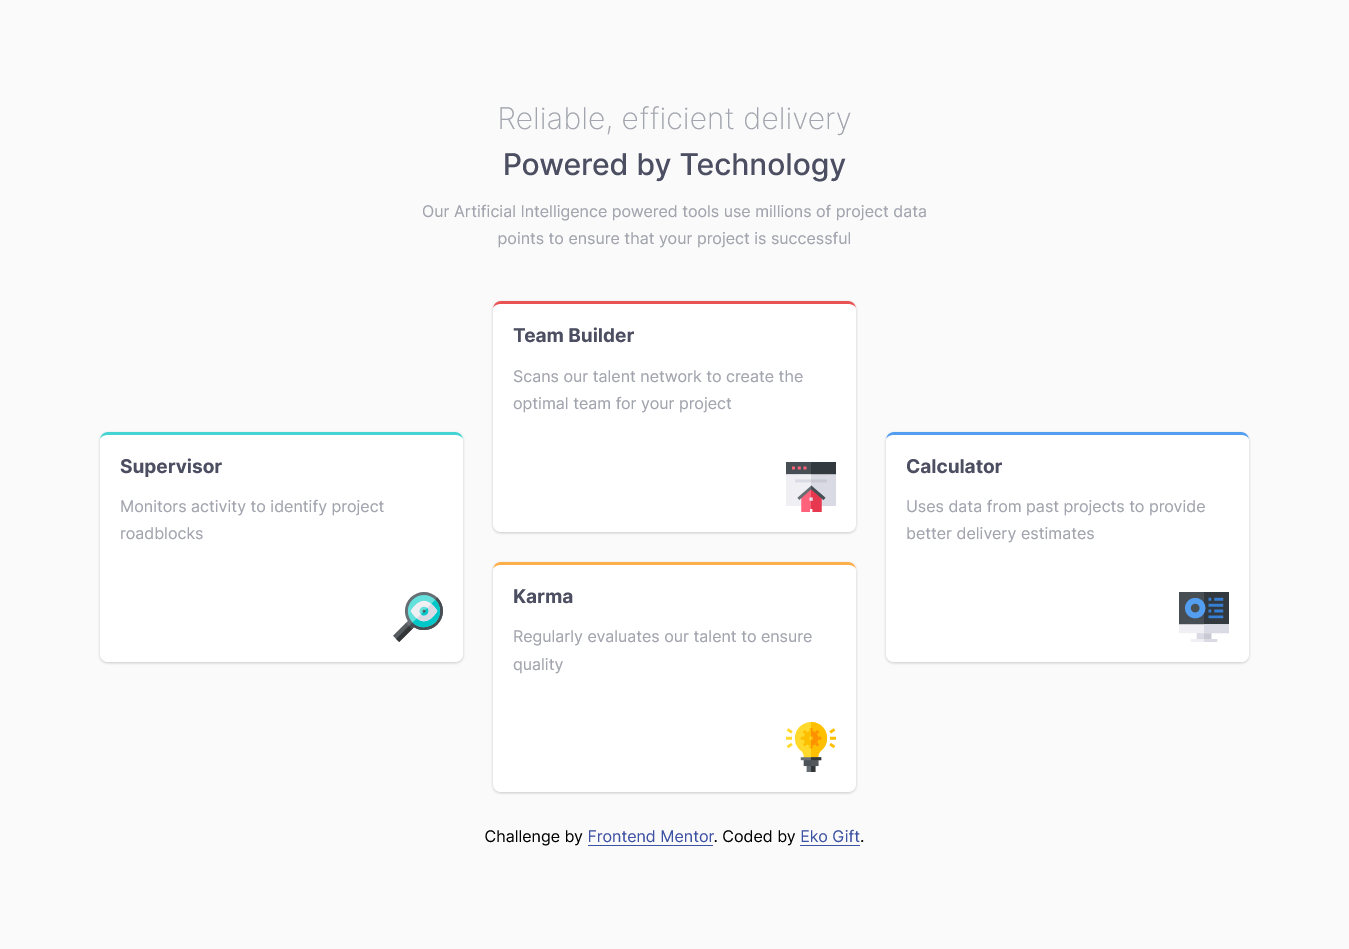 Reliable, efficient delivery
Powered by Technology
Our Artificial Intelligence powered tools use millions of project data
points to ensure that your project is successful
Supervisor
Monitors activity to identify project
roadblocks
Team Builder
Scans our talent network to create the
optimal team for your project
Karma
Regularly evaluates our talent to ensure
quality
Calculator
Uses data from past projects to provide
better delivery estimates
Challenge by Frontend Mentor. Coded by Eko Gift.